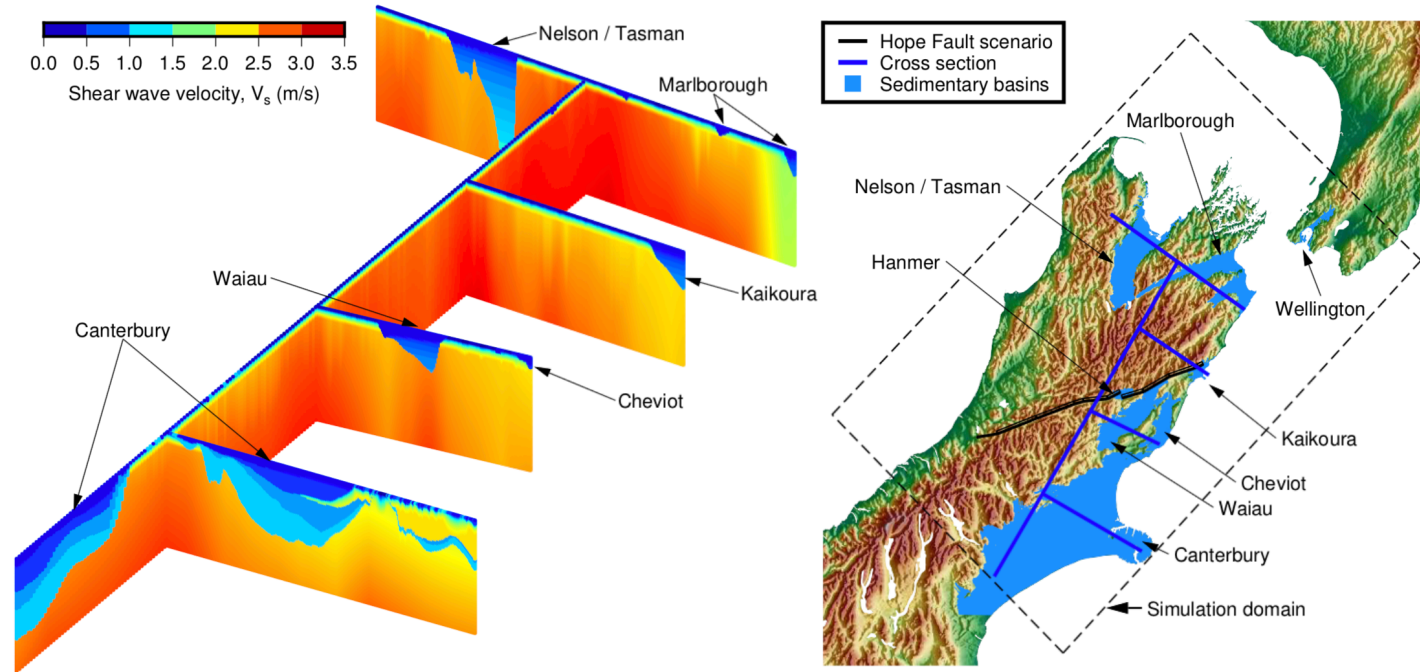 0.0 0.5 1.0 1.5 2.0 2.5 3.0 3.5
Shear wave velocity, Vs (m/s)
Nelson / Tasman
Marlborough
Kaikoura
Waiau
Cheviot
Canterbury
Hope Fault scenario
Cross section
Sedimentary basins
Marlborough
Nelson / Tasman
Hanmer
Wellington
Kaikoura
Cheviot
Waiau
Canterbury
Simulation domain